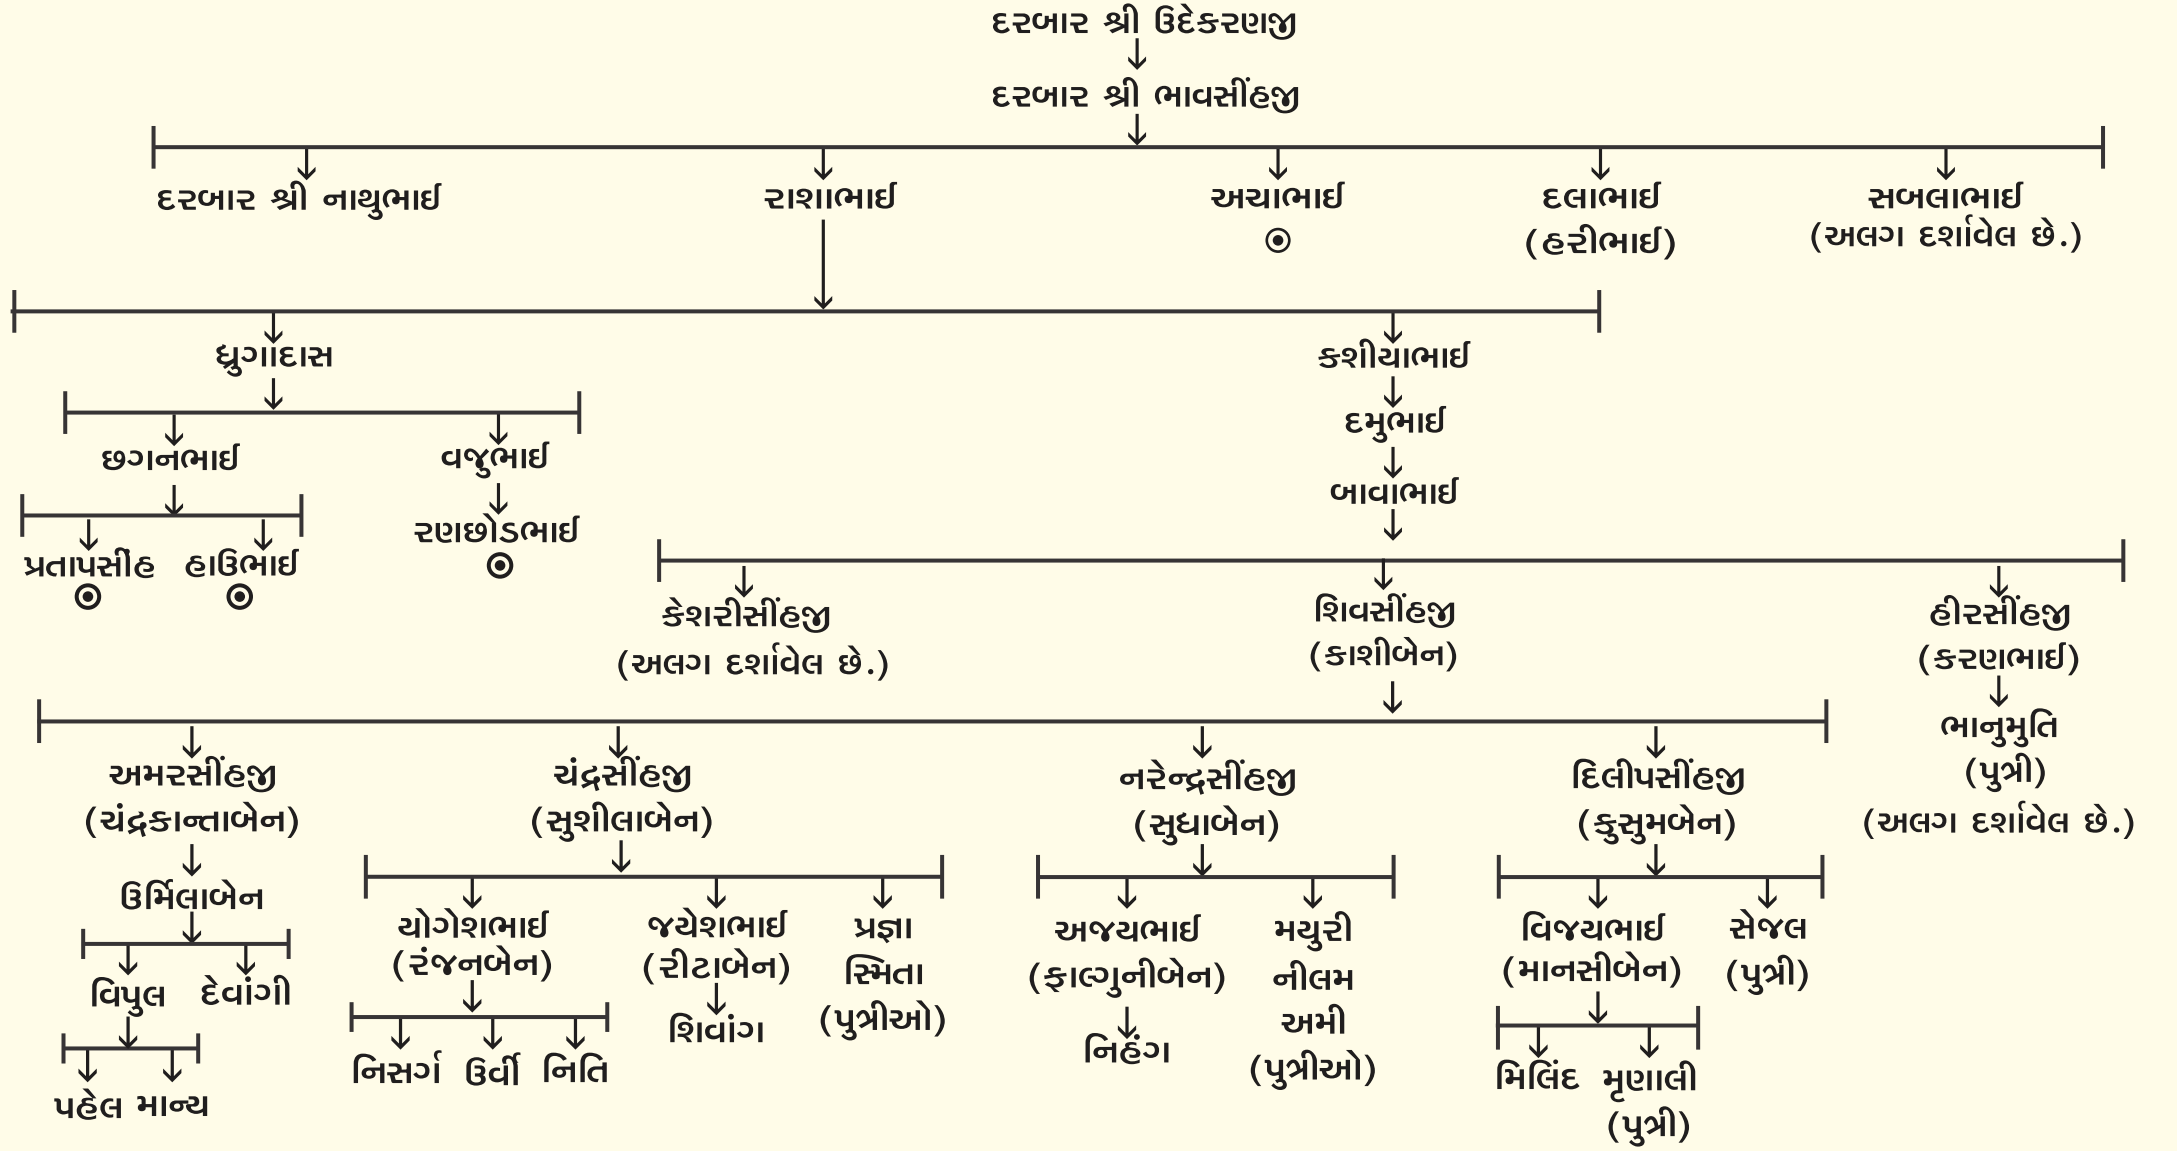 દરબાર શ્રી ઉદેકરણજી
દરબાર શ્રી ભાવસીંહજી
દરબાર શ્રી નાથુભાઈ રાશાભાઈ અચાભાઈ દલાભાઈ સબલાભાઈ
(હરીભાઈ) (અલગ દર્શાવેલ છે.)
ધ્રુગાદાસ કશીયાભાઈ
દમુભાઈ
છગનભાઈ વજુભાઈ
બાવાભાઈ
રણછોડભાઈ
પ્રતાપસીંહ હાઉભાઈ
કેશરીસીંહજી શિવસીંહજી હીરસીંહજી
(અલગ દર્શાવેલ છે.) (કાશીબેન) (કરણભાઈ)
ભાનુમુતિ
(પુત્રી)
(અલગ દર્શાવેલ છે.)
અમરસીંહજી ચંદ્રસીંહજી નરેન્દ્રસીંહજી દિલીપસીંહજી
(ચંદ્રકાન્તાબેન) (સુશીલાબેન) (સુધાબેન) (કુસુમબેન)
ઉર્મિલાબેન
યોગેશભાઈ જયેશભાઈ પ્રજ્ઞા અજયભાઈ મયુરી વિજયભાઈ સેજલ
(રંજનબેન) (રીટાબેન) સ્મિતા (ફાલ્ગુનીબેન) નીલમ (માનસીબેન) (પુત્રી)
વિપુલ દેવાંગી
(પુત્રીઓ) અમી
શિવાંગ નિહંગ (પુત્રીઓ)
નિસર્ગ ઉર્વી નિતિ મિલિંદ મૃણાલી
(પુત્રી)
પહેલ માન્ય